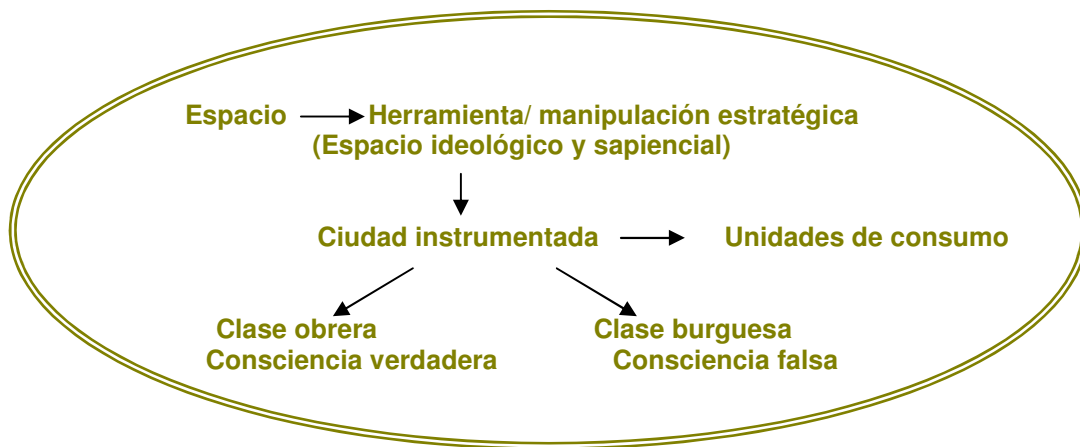 Espacio Herramienta/ manipulación estratégica
(Espacio ideológico y sapiencial)
Ciudad instrumentada Unidades de consumo
Clase obrera Clase burguesa
Consciencia verdadera Consciencia falsa